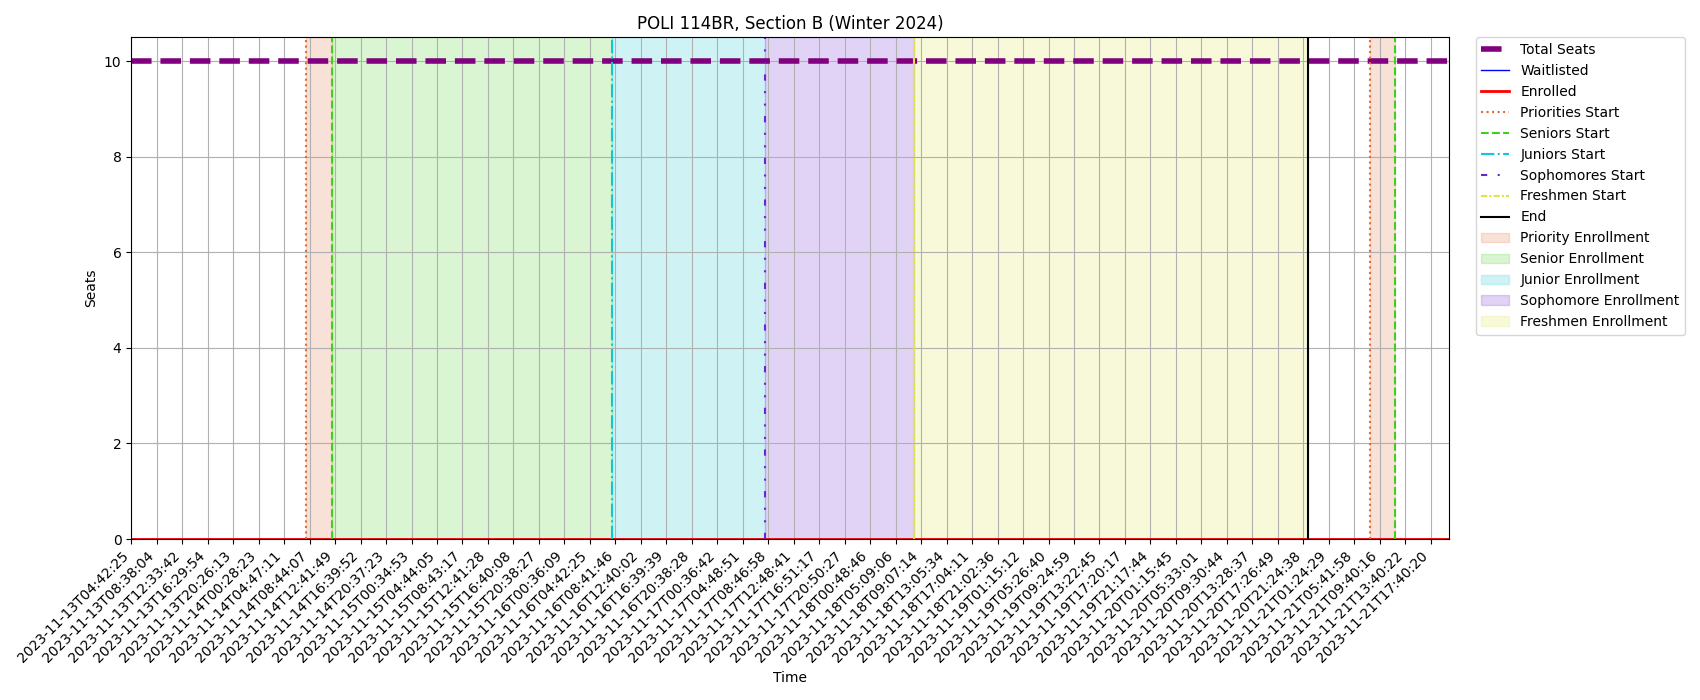 POLI 114BR, Section B (Winter 2024)
10
8
6
4
2
0
Seats
2023-11-13T04:42:25
2023-11-13T08:38:04
2023-11-13T12:33:42
2023-11-13T16:29:54
2023-11-13T20:26:13
2023-11-14T00:28:23
2023-11-14T04:47:11
2023-11-14T08:44:07
2023-11-14T12:41:49
2023-11-14T16:39:52
2023-11-14T20:37:23
2023-11-15T00:34:53
2023-11-15T04:44:05
2023-11-15T08:43:17
2023-11-15T12:41:28
2023-11-15T16:40:08
2023-11-15T20:38:27
2023-11-16T00:36:09
2023-11-16T04:42:25
2023-11-16T08:41:46
2023-11-16T12:40:02
2023-11-16T16:39:39
2023-11-16T20:38:28
2023-11-17T00:36:42
2023-11-17T04:48:51
2023-11-17T08:46:58
2023-11-17T12:48:41
2023-11-17T16:51:17
2023-11-17T20:50:27
2023-11-18T00:48:46
2023-11-18T05:09:06
2023-11-18T09:07:14
2023-11-18T13:05:34
2023-11-18T17:04:11
2023-11-18T21:02:36
2023-11-19T01:15:12
2023-11-19T05:26:40
2023-11-19T09:24:59
2023-11-19T13:22:45
2023-11-19T17:20:17
2023-11-19T21:17:44
2023-11-20T01:15:45
2023-11-20T05:33:01
2023-11-20T09:30:44
2023-11-20T13:28:37
2023-11-20T17:26:49
2023-11-20T21:24:38
2023-11-21T01:24:29
2023-11-21T05:41:58
2023-11-21T09:40:16
2023-11-21T13:40:22
2023-11-21T17:40:20
Time
Total Seats
Waitlisted
Enrolled
Priorities Start
Seniors Start
Juniors Start
Sophomores Start
Freshmen Start
End
Priority Enrollment
Senior Enrollment
Junior Enrollment
Sophomore Enrollment
Freshmen Enrollment